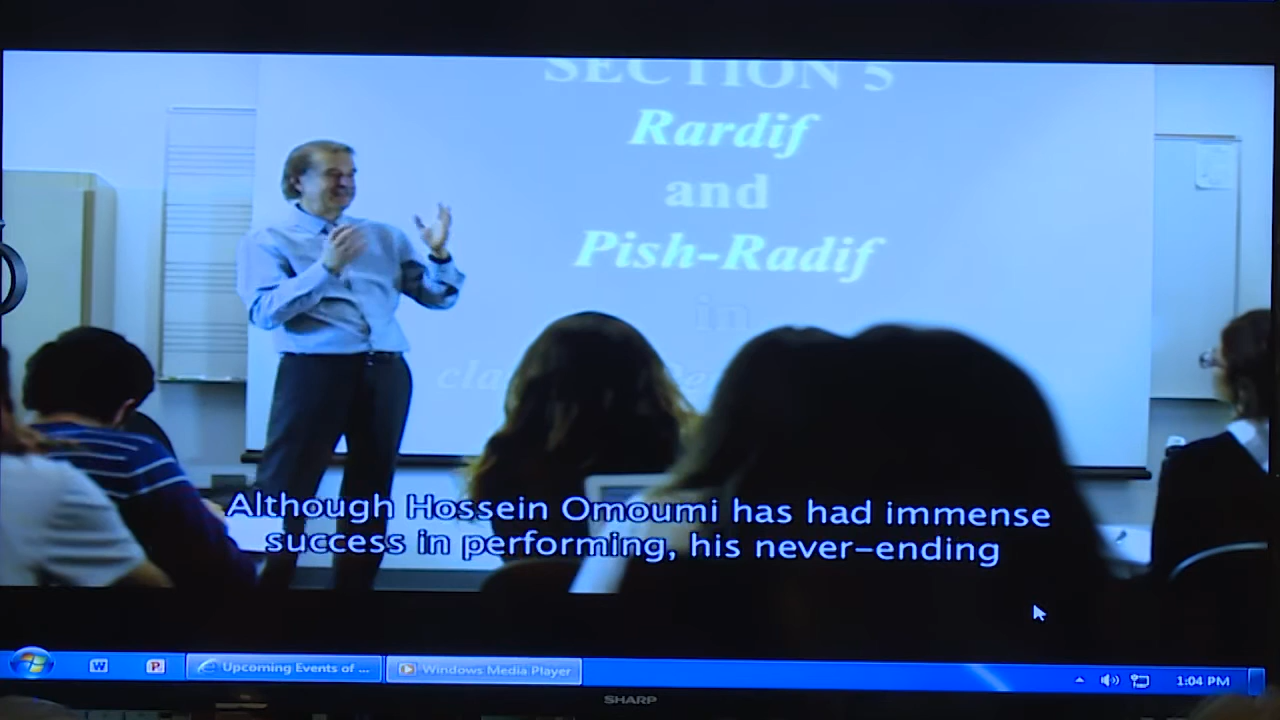 SECTION 5
Rardif
and
Pish-Radif
in
Although Hossein Omoumi has had immense
success in performing, his never-ending
Upcoming Events of ...
Windows Media Player
1:04 PM
SHARP